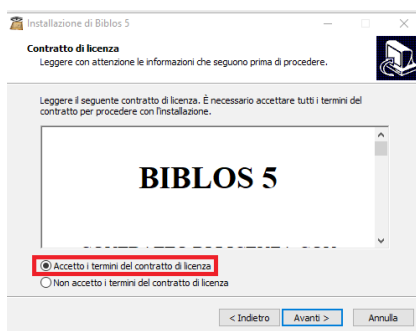 Installazione di Biblos 5
Contratto di licenza
Leggere con attenzione le informazioni che seguono prima di procedere.
Leggere il seguente contratto di licenza. È necessario accettare tutti i termini del
contratto per procedere con l'installazione.
BIBLOS 5
Accetto i termini del contratto di licenza
Non accetto i termini del contratto di licenza
< Indietro
Avanti >
Annulla